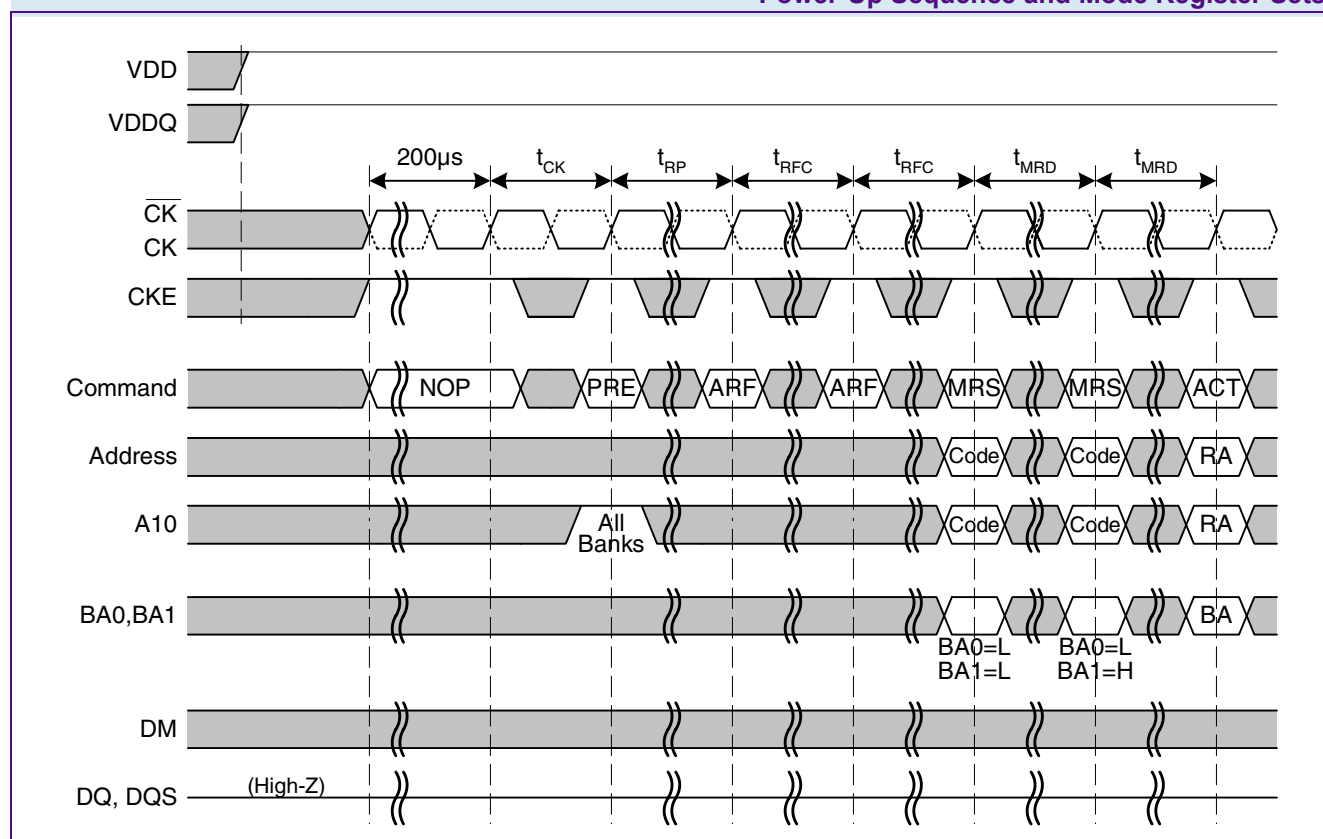 Power-Up Sequence and Mode Register Sets
VDD
VDDQ
200µs tCK tRP tRFC tRFC tMRD tMRD
CK
CK
CKE
Command NOP PRE ARF ARF MRS MRS ACT
Address Code Code RA
A10 All Banks Code Code RA
BA0,BA1 BA
BA0=L BA0=L
BA1=L BA1=H
DM
DQ, DQS (High-Z)